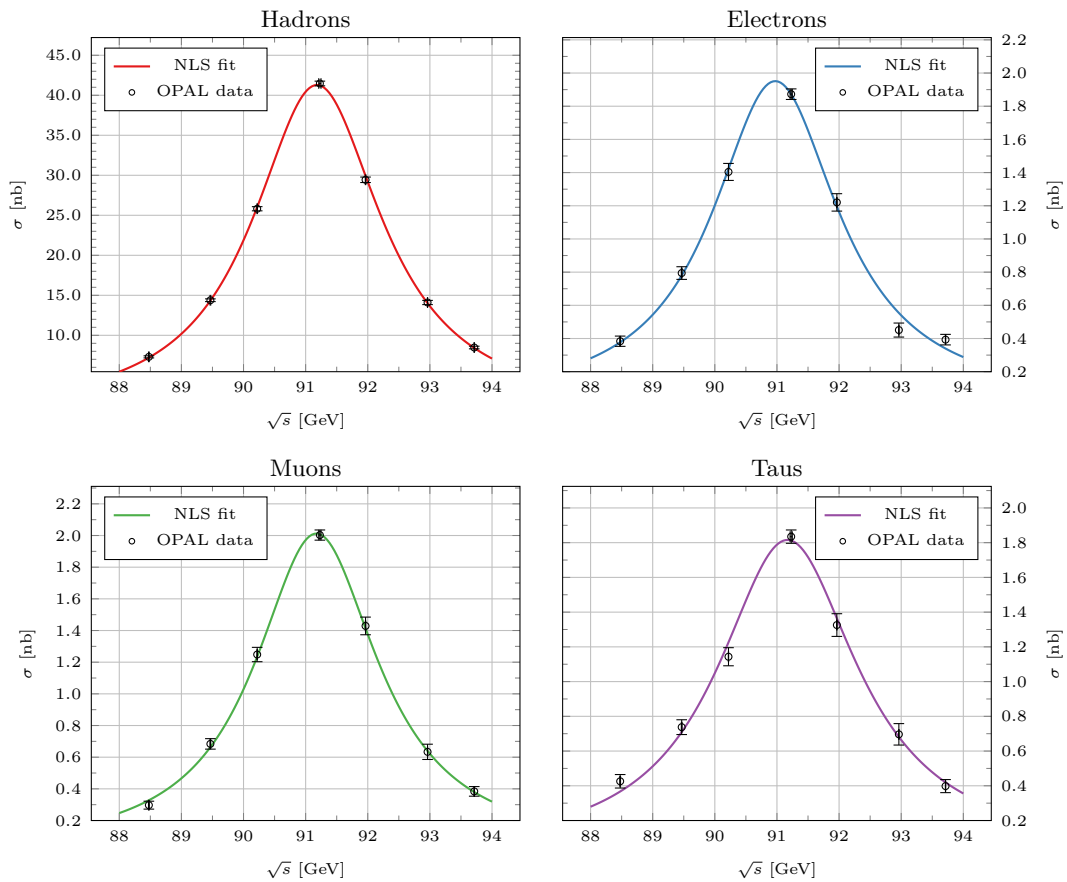 Hadrons
NLS fit
OPAL data
45.0
40.0
35.0
30.0
25.0
20.0
15.0
10.0
σ [nb]
88 89 90 91 92 93 94
√s [GeV]
Electrons
NLS fit
OPAL data
2.2
2.0
1.8
1.6
1.4
1.2
1.0
0.8
0.6
0.4
0.2
σ [nb]
88 89 90 91 92 93 94
√s [GeV]
Muons
NLS fit
OPAL data
2.2
2.0
1.8
1.6
1.4
1.2
1.0
0.8
0.6
0.4
0.2
σ [nb]
88 89 90 91 92 93 94
√s [GeV]
Taus
NLS fit
OPAL data
2.0
1.8
1.6
1.4
1.2
1.0
0.8
0.6
0.4
0.2
σ [nb]
88 89 90 91 92 93 94
√s [GeV]